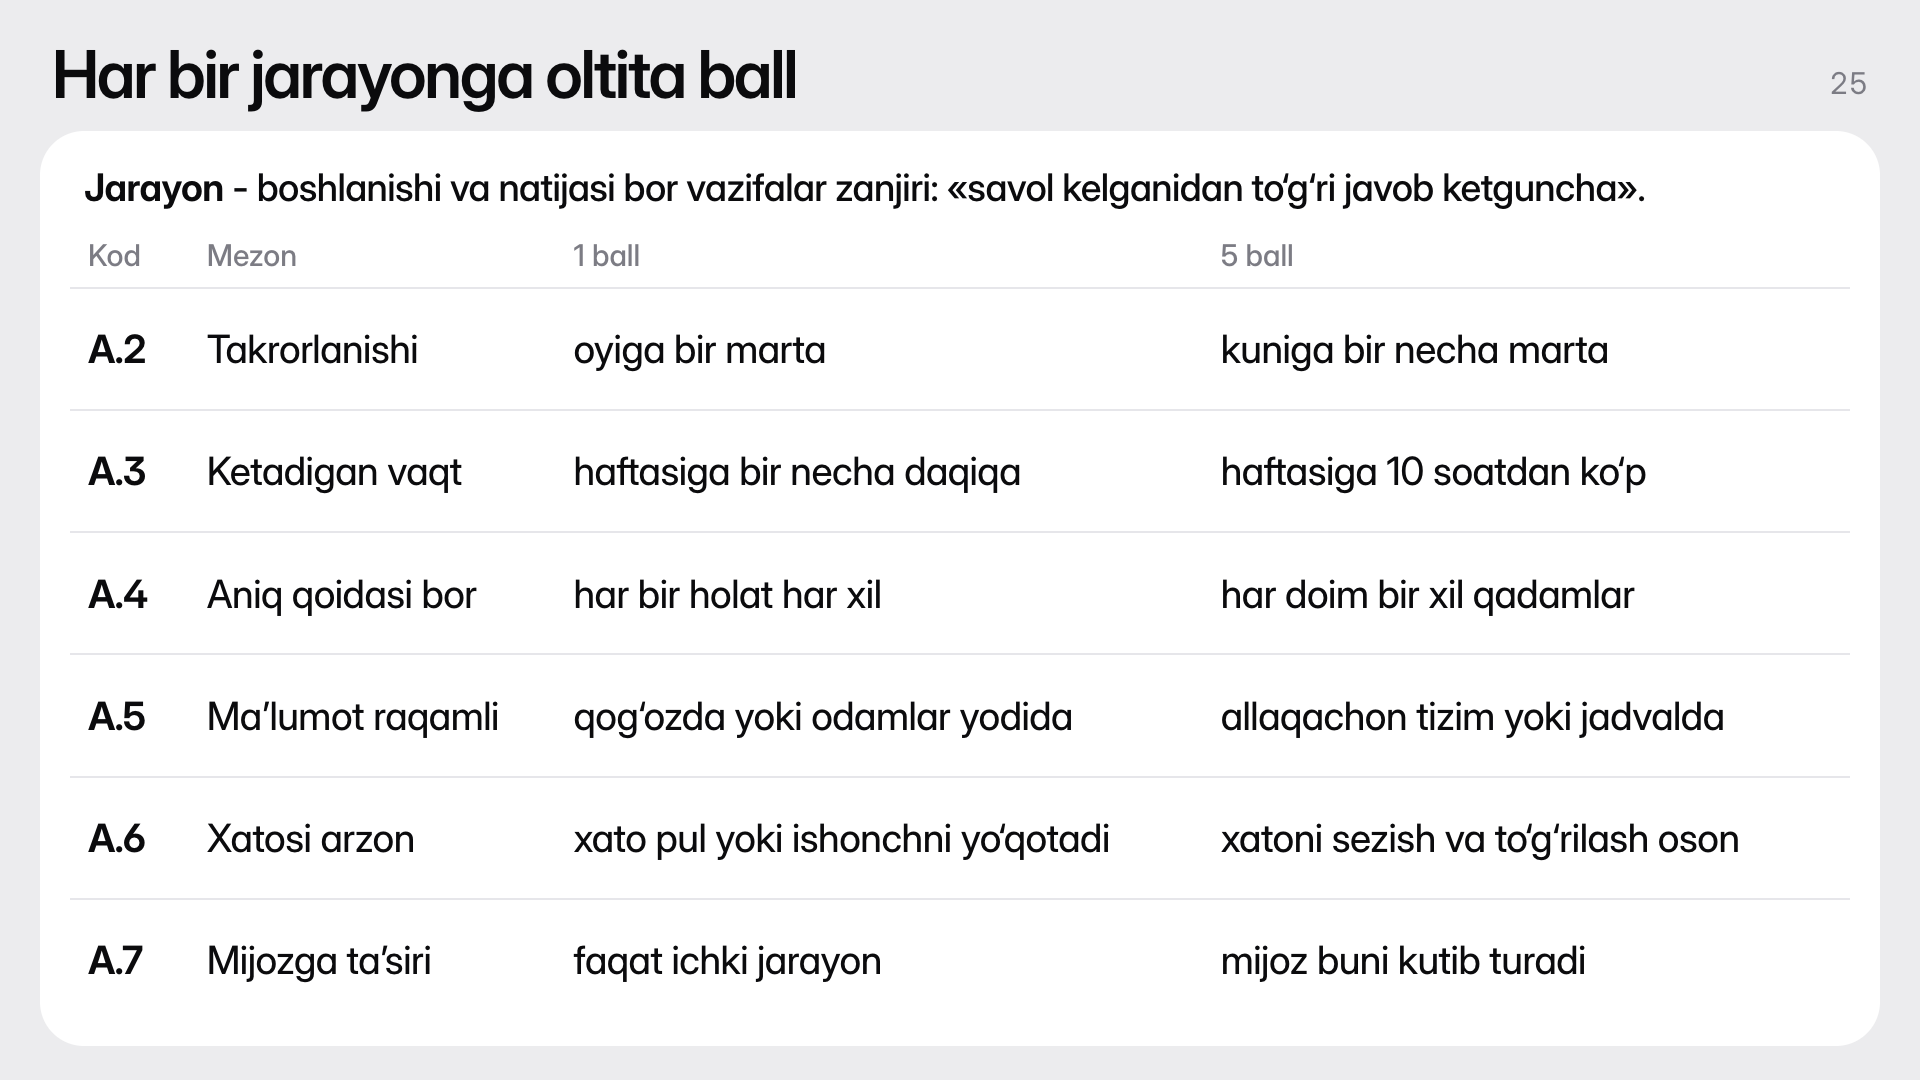 Har bir jarayonga oltita ball
25
Jarayon - boshlanishi va natijasi bor vazifalar zanjiri: «savol kelganidan to‘g‘ri javob ketguncha».
Kod Mezon 1 ball 5 ball
A.2 Takrorlanishi oyiga bir marta kuniga bir necha marta
A.3 Ketadigan vaqt haftasiga bir necha daqiqa haftasiga 10 soatdan ko‘p
A.4 Aniq qoidasi bor har bir holat har xil har doim bir xil qadamlar
A.5 Ma’lumot raqamli qog‘ozda yoki odamlar yodida allaqachon tizim yoki jadvalda
A.6 Xatosi arzon xato pul yoki ishonchni yo‘qotadi xatoni sezish va to‘g‘rilash oson
A.7 Mijozga ta’siri faqat ichki jarayon mijoz buni kutib turadi